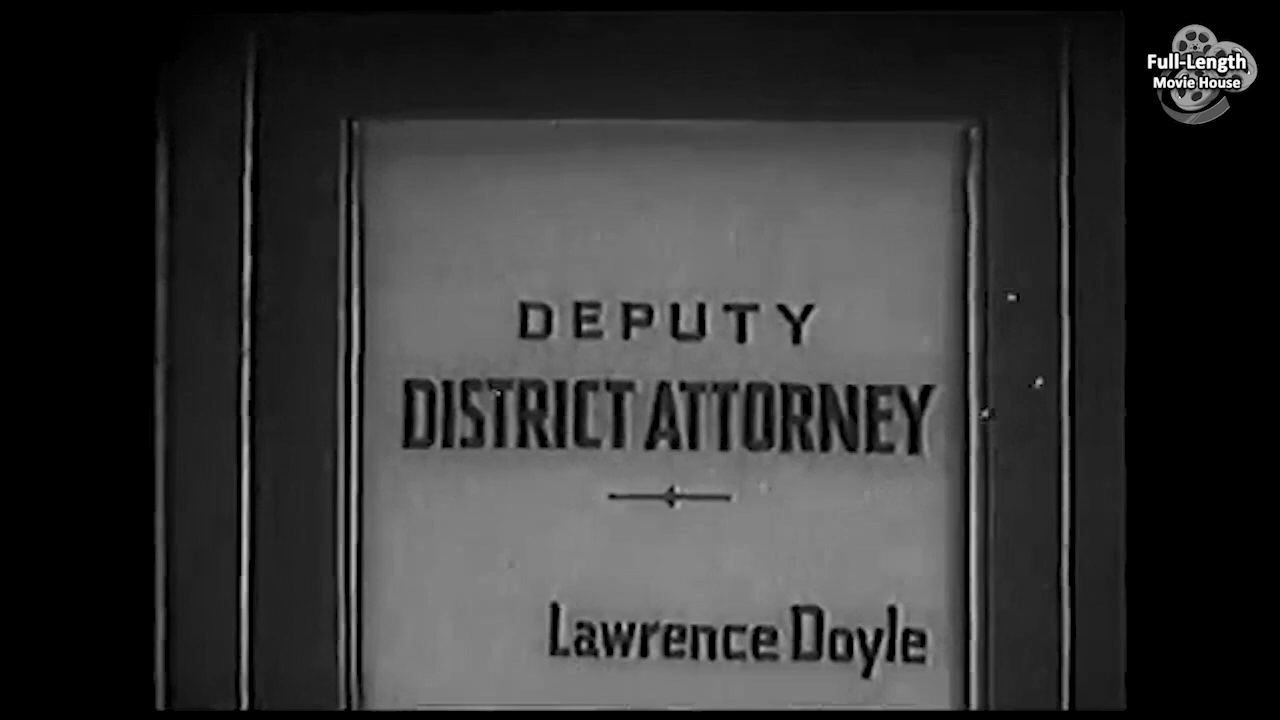 Full-Length
Movie House
DEPUTY
DISTRICT ATTORNEY
Lawrence Doyle